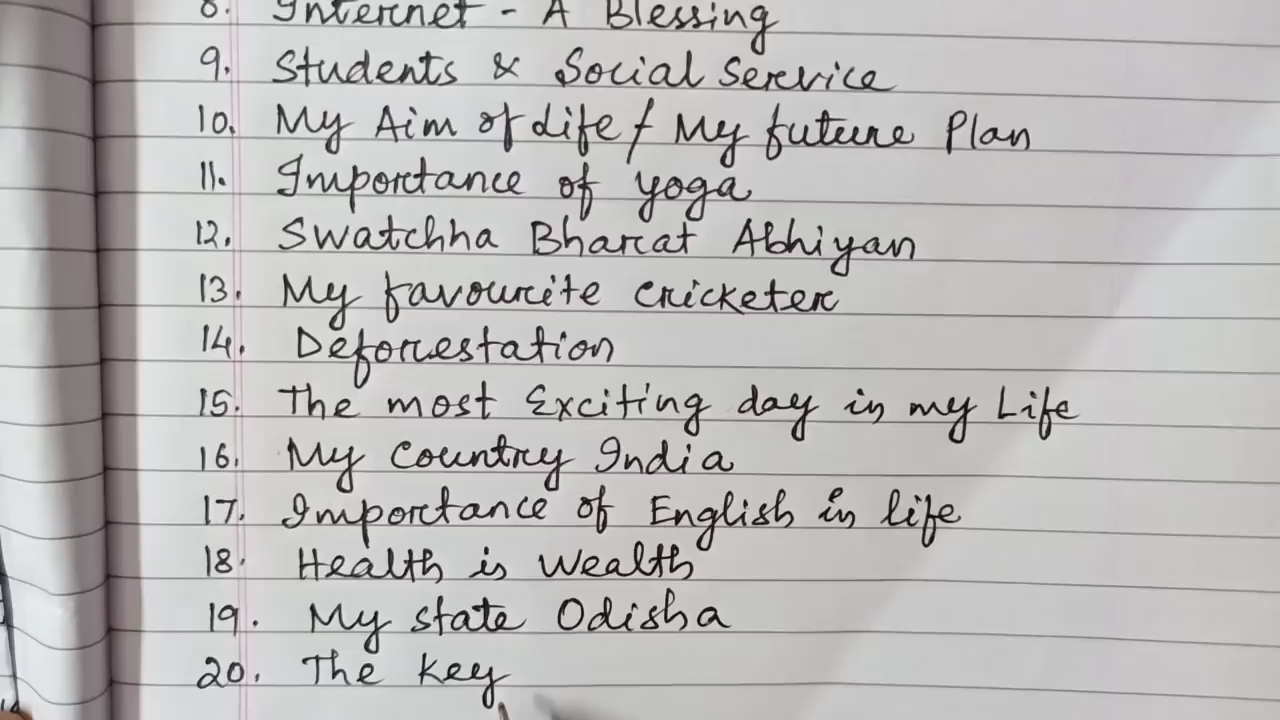 8. Internet - A Blessing
9. Students & Social Service
10. My Aim of Life / My future Plan
11. Importance of yoga
12. Swatchha Bharat Abhiyan
13. My favourite cricketer
14. Deforestation
15. The most Exciting day in my Life
16. My Country India
17. Importance of English in life
18. Health is Wealth
19. My state Odisha
20. The Key